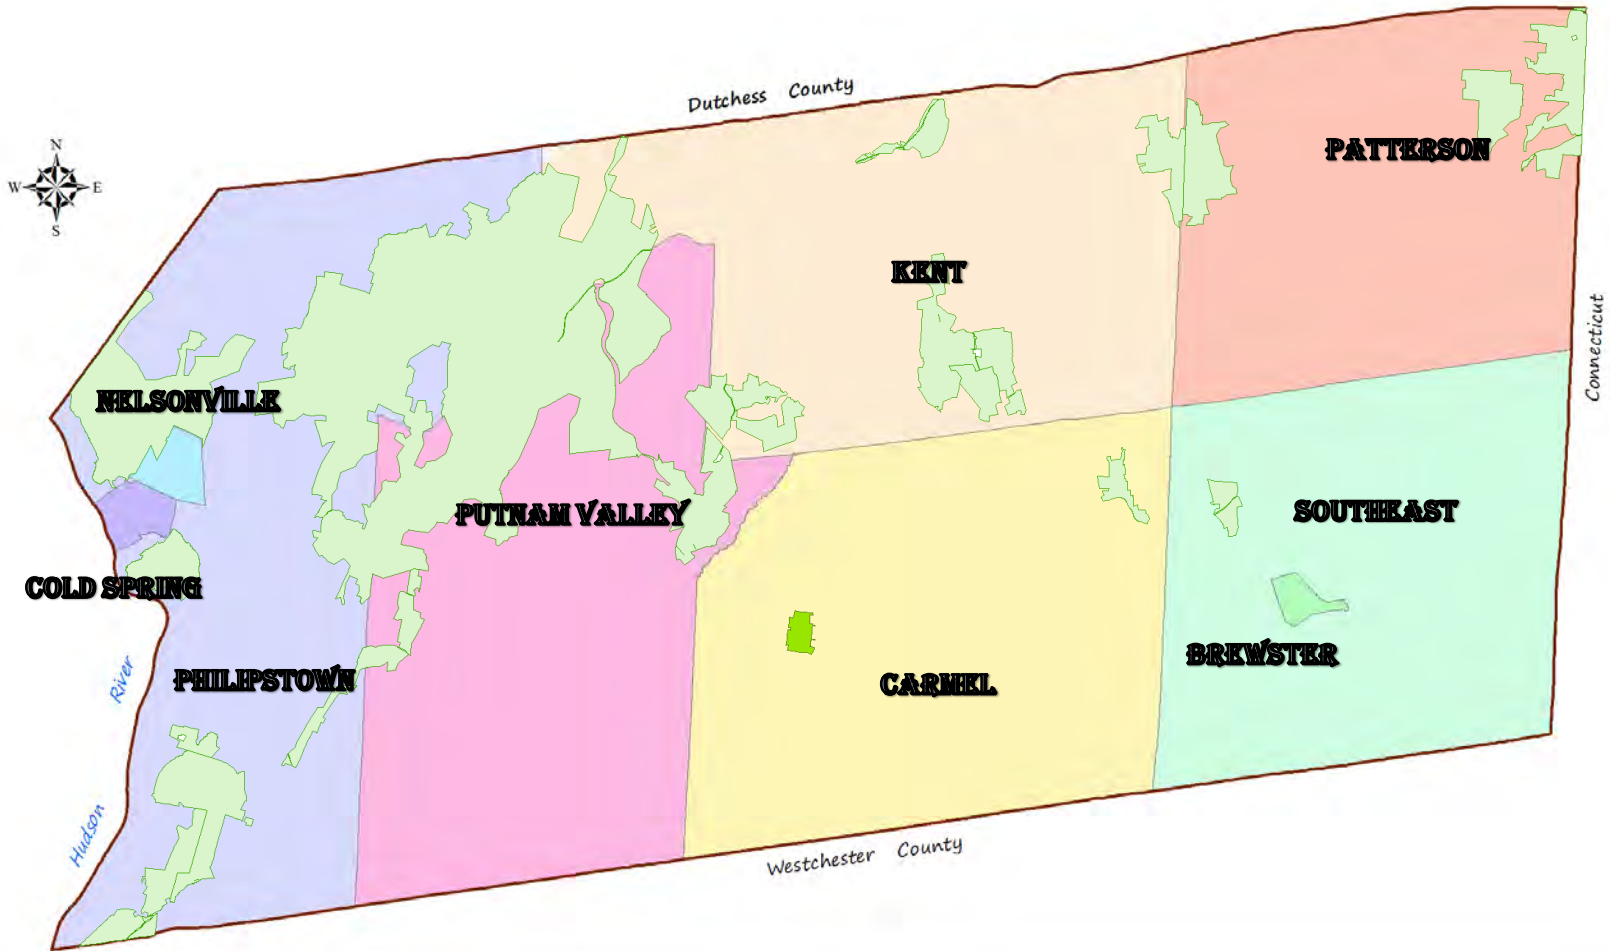 Dutchess County
N
W E
S
PATTERSON
KENT
Connecticut
NELSONVILLE
PUTNAM VALLEY
SOUTHEAST
COLD SPRING
BREWSTER
PHILIPSTOWN
CARMEL
Hudson River
Westchester County